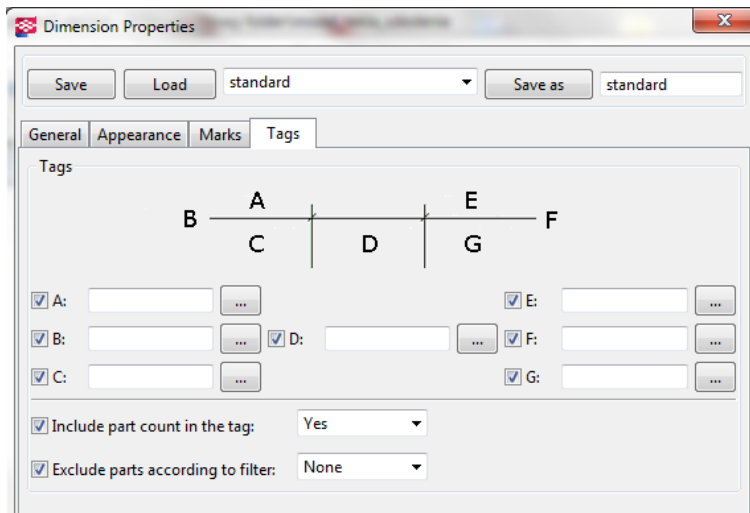 Dimension Properties
Save Load standard Save as standard
General Appearance Marks Tags
Tags
A E
B F
C D G
A: ... E: ...
B: ... D: ... F: ...
C: ... G: ...
Include part count in the tag: Yes
Exclude parts according to filter: None